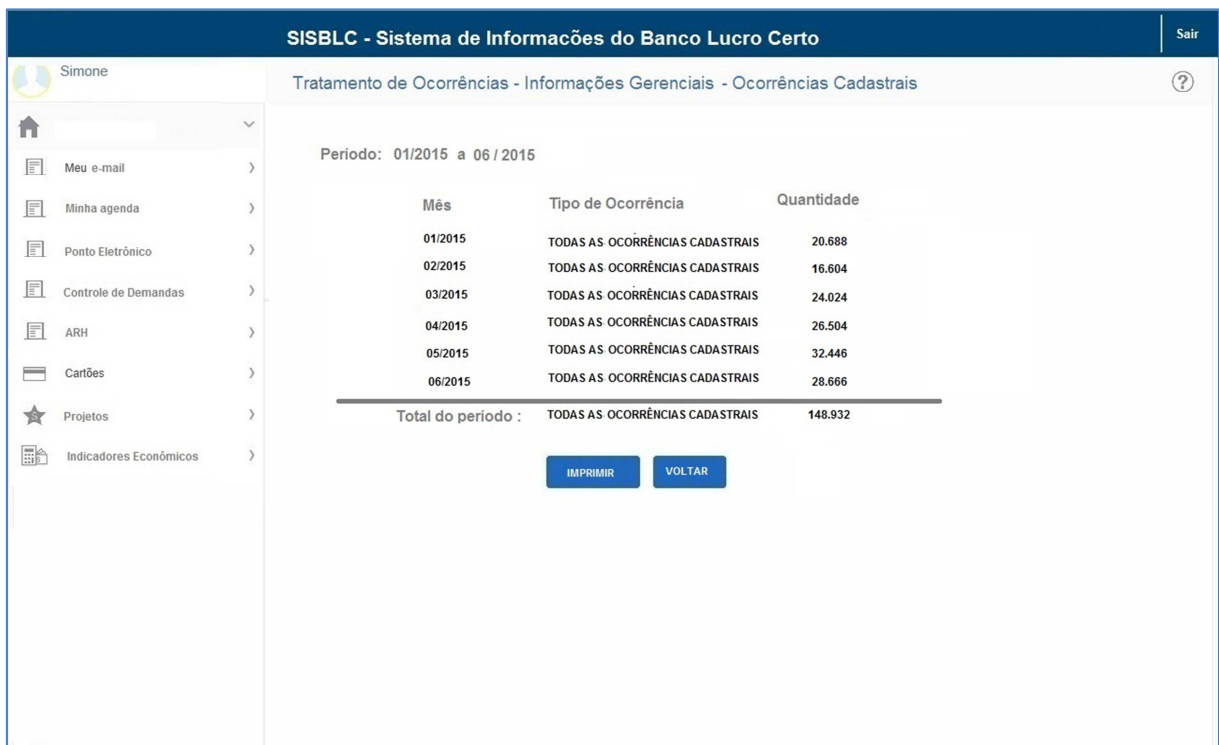 SISBLC - Sistema de Informacões do Banco Lucro Certo
Sair
Simone
Tratamento de Ocorrências - Informações Gerenciais - Ocorrências Cadastrais
?
Meu e-mail
Minha agenda
Ponto Eletrônico
Controle de Demandas
ARH
Cartões
Projetos
Indicadores Econômicos
Período: 01/2015 a 06 / 2015
Mês Tipo de Ocorrência Quantidade
01/2015 TODAS AS OCORRÊNCIAS CADASTRAIS 20.688
02/2015 TODAS AS OCORRÊNCIAS CADASTRAIS 16.604
03/2015 TODAS AS OCORRÊNCIAS CADASTRAIS 24.024
04/2015 TODAS AS OCORRÊNCIAS CADASTRAIS 26.504
05/2015 TODAS AS OCORRÊNCIAS CADASTRAIS 32.446
06/2015 TODAS AS OCORRÊNCIAS CADASTRAIS 28.666
Total do período : TODAS AS OCORRÊNCIAS CADASTRAIS 148.932
IMPRIMIR VOLTAR